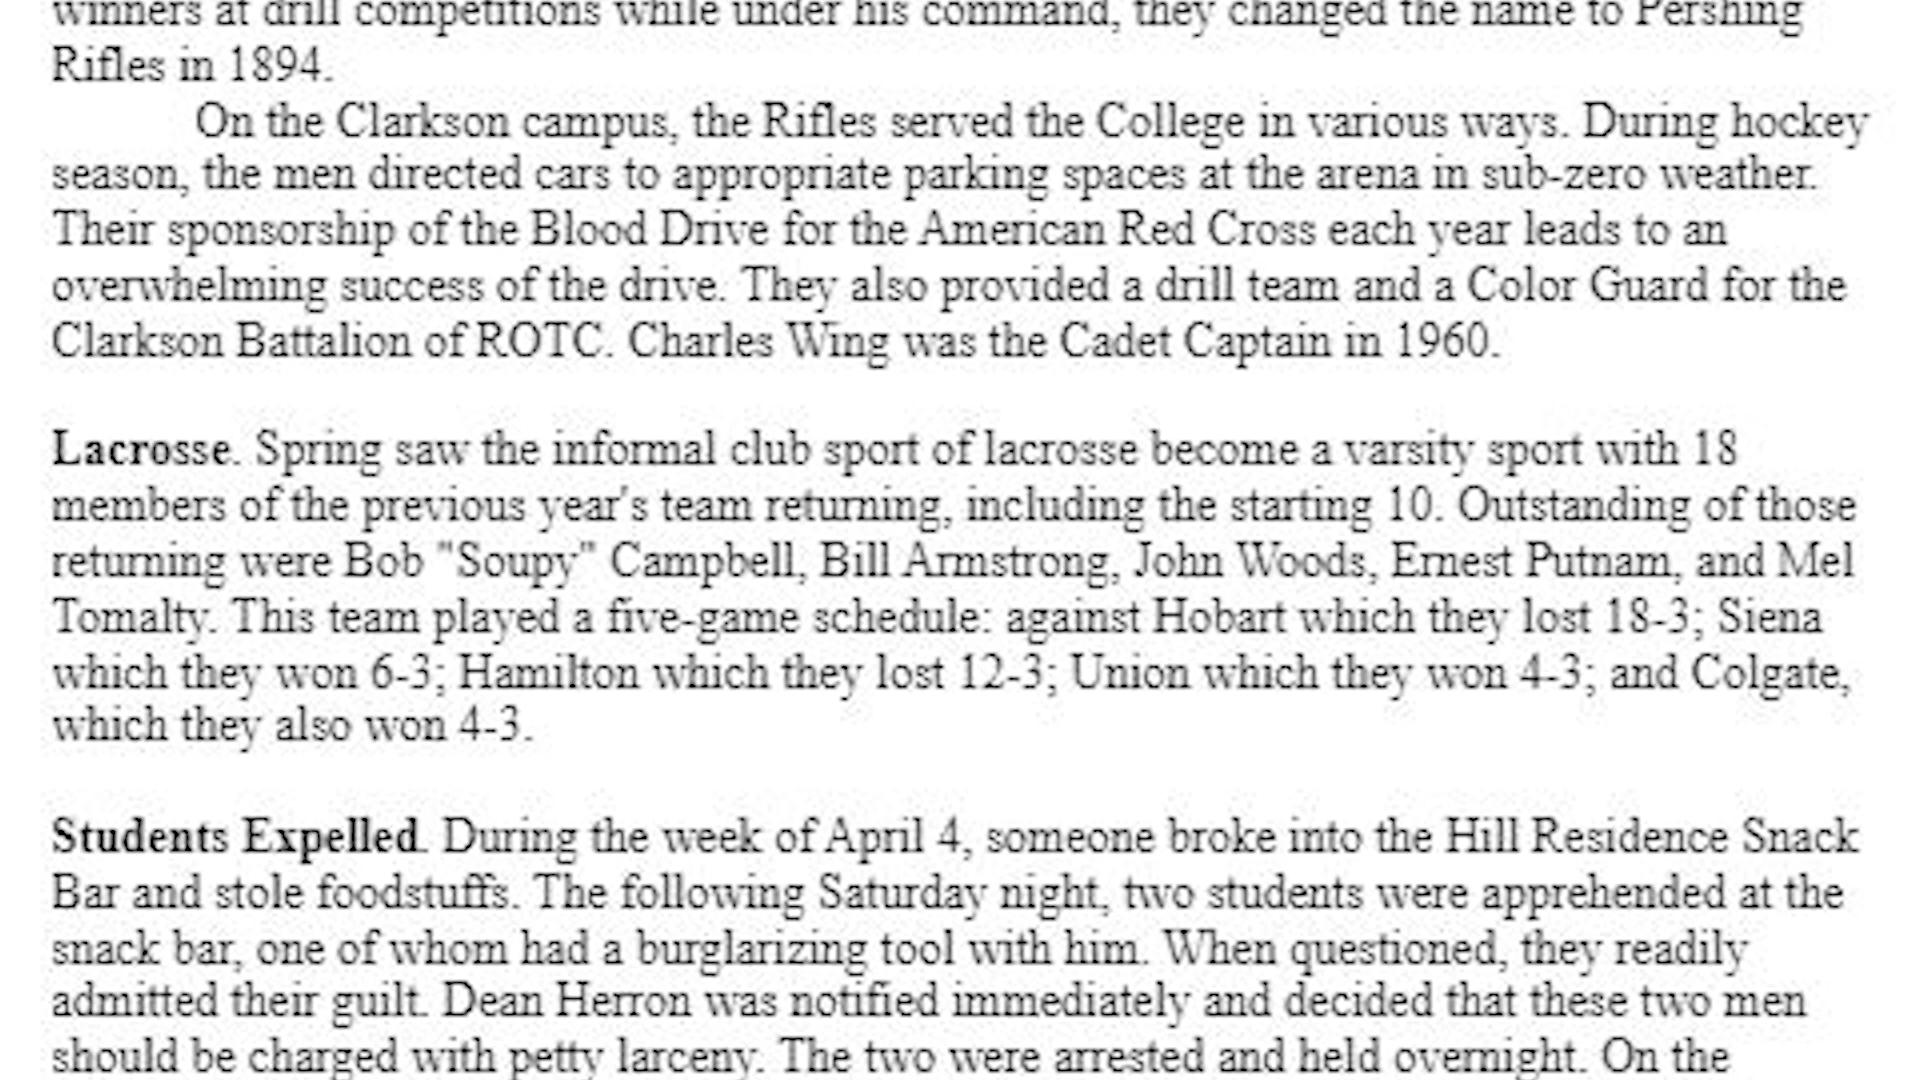 winners at drill competitions while under his command, they changed the name to Pershing
Rifles in 1894.
On the Clarkson campus, the Rifles served the College in various ways. During hockey
season, the men directed cars to appropriate parking spaces at the arena in sub-zero weather.
Their sponsorship of the Blood Drive for the American Red Cross each year leads to an
overwhelming success of the drive. They also provided a drill team and a Color Guard for the
Clarkson Battalion of ROTC. Charles Wing was the Cadet Captain in 1960.
Lacrosse. Spring saw the informal club sport of lacrosse become a varsity sport with 18
members of the previous year's team returning, including the starting 10. Outstanding of those
returning were Bob "Soupy" Campbell, Bill Armstrong, John Woods, Ernest Putnam, and Mel
Tomalty. This team played a five-game schedule: against Hobart which they lost 18-3; Siena
which they won 6-3; Hamilton which they lost 12-3; Union which they won 4-3; and Colgate,
which they also won 4-3.
Students Expelled. During the week of April 4, someone broke into the Hill Residence Snack
Bar and stole foodstuffs. The following Saturday night, two students were apprehended at the
snack bar, one of whom had a burglarizing tool with him. When questioned, they readily
admitted their guilt. Dean Herron was notified immediately and decided that these two men
should be charged with petty larceny. The two were arrested and held overnight. On the